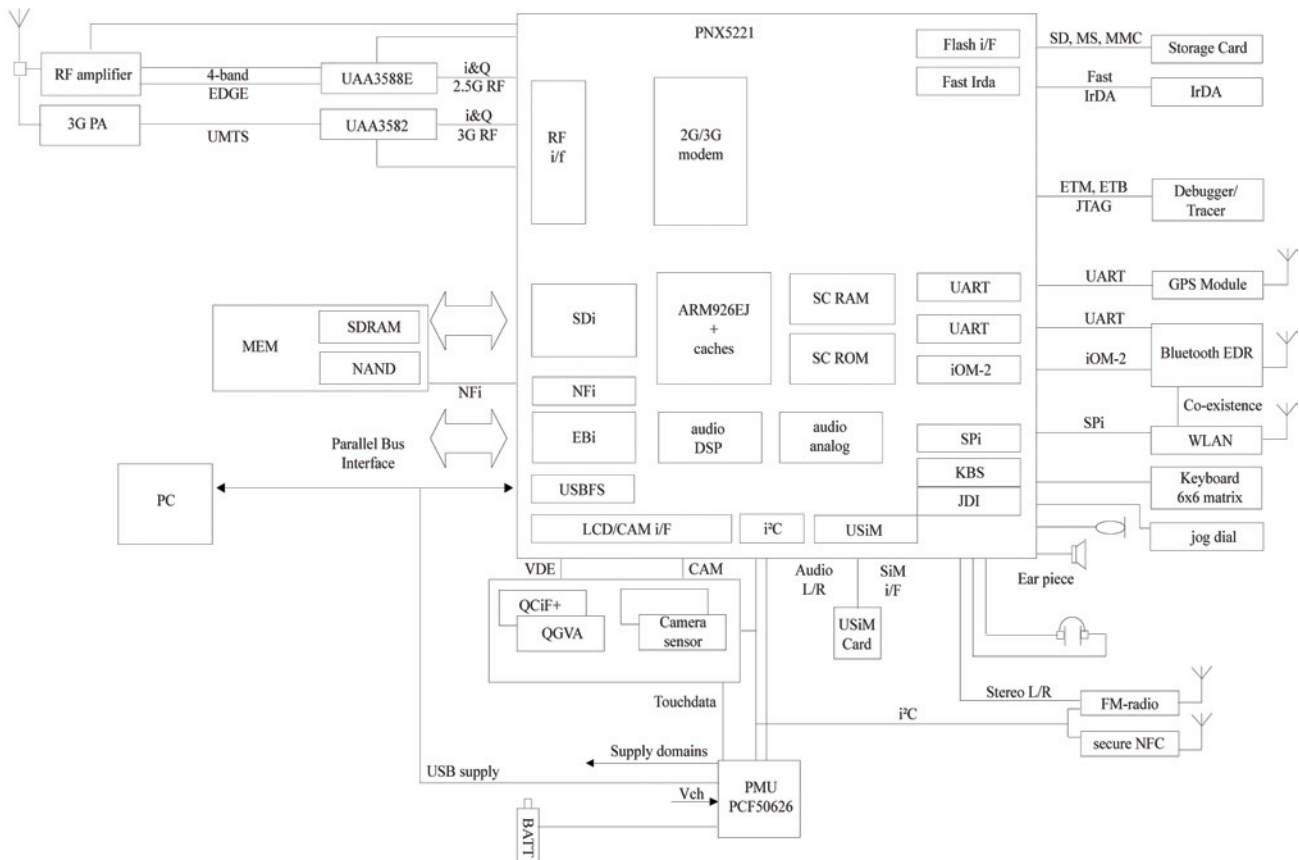 PNX5221
RF amplifier
4-band
EDGE
UAA3588E
i&Q
2.5G RF
3G PA
UMTS
UAA3582
i&Q
3G RF
RF
i/f
2G/3G
modem
Flash i/F
SD, MS, MMC
Storage Card
Fast Irda
Fast
IrDA
IrDA
ETM, ETB
JTAG
Debugger/
Tracer
MEM
SDRAM
NAND
NFi
SDi
ARM926EJ
+
caches
SC RAM
SC ROM
UART
UART
GPS Module
UART
UART
iOM-2
iOM-2
Bluetooth EDR
Co-existence
NFi
EBi
audio
DSP
audio
analog
SPi
SPi
WLAN
Parallel Bus
Interface
PC
USBFS
KBS
Keyboard
6x6 matrix
JDI
jog dial
LCD/CAM i/F
i²C
USiM
Ear piece
VDE
CAM
Audio
L/R
SiM
i/F
QCiF+
QGVA
Camera
sensor
USiM
Card
Touchdata
Stereo L/R
FM-radio
i²C
secure NFC
Supply domains
USB supply
Vch
PMU
PCF50626
BATT